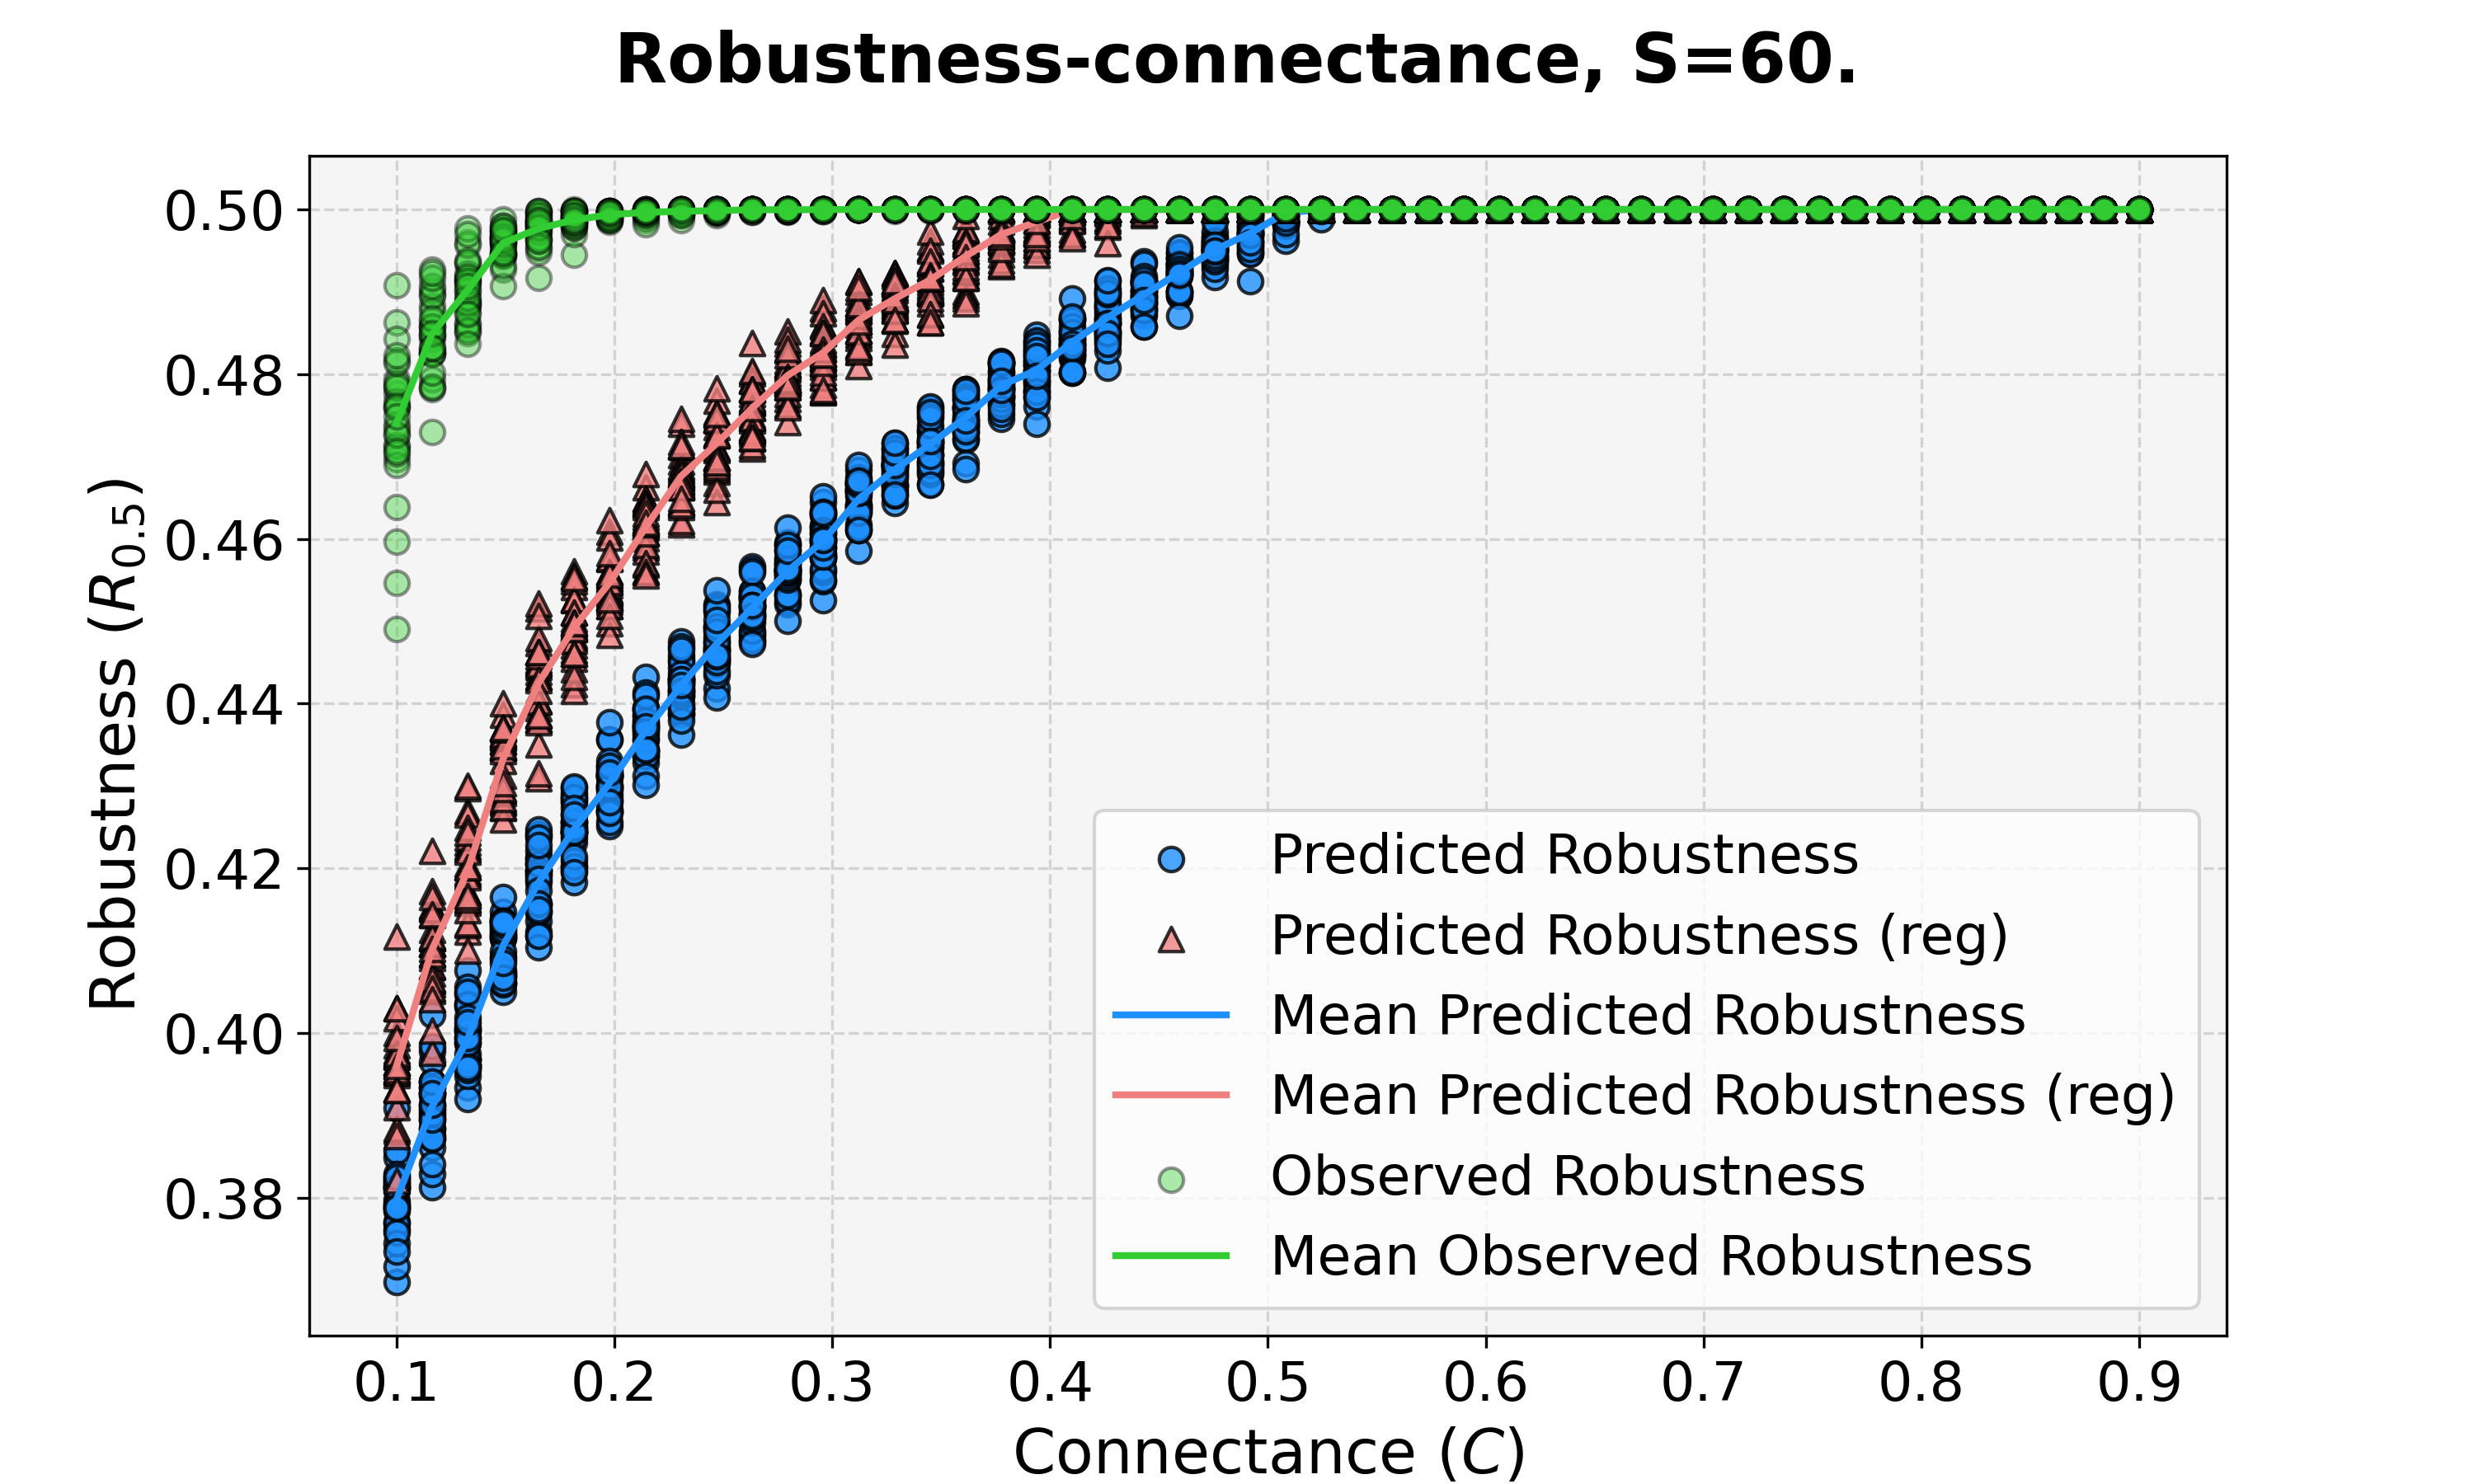 Robustness-connectance, S=60.
Robustness (R0.5)
0.50
0.48
0.46
0.44
0.42
0.40
0.38
Predicted Robustness
Predicted Robustness (reg)
Mean Predicted Robustness
Mean Predicted Robustness (reg)
Observed Robustness
Mean Observed Robustness
0.1 0.2 0.3 0.4 0.5 0.6 0.7 0.8 0.9
Connectance (C)